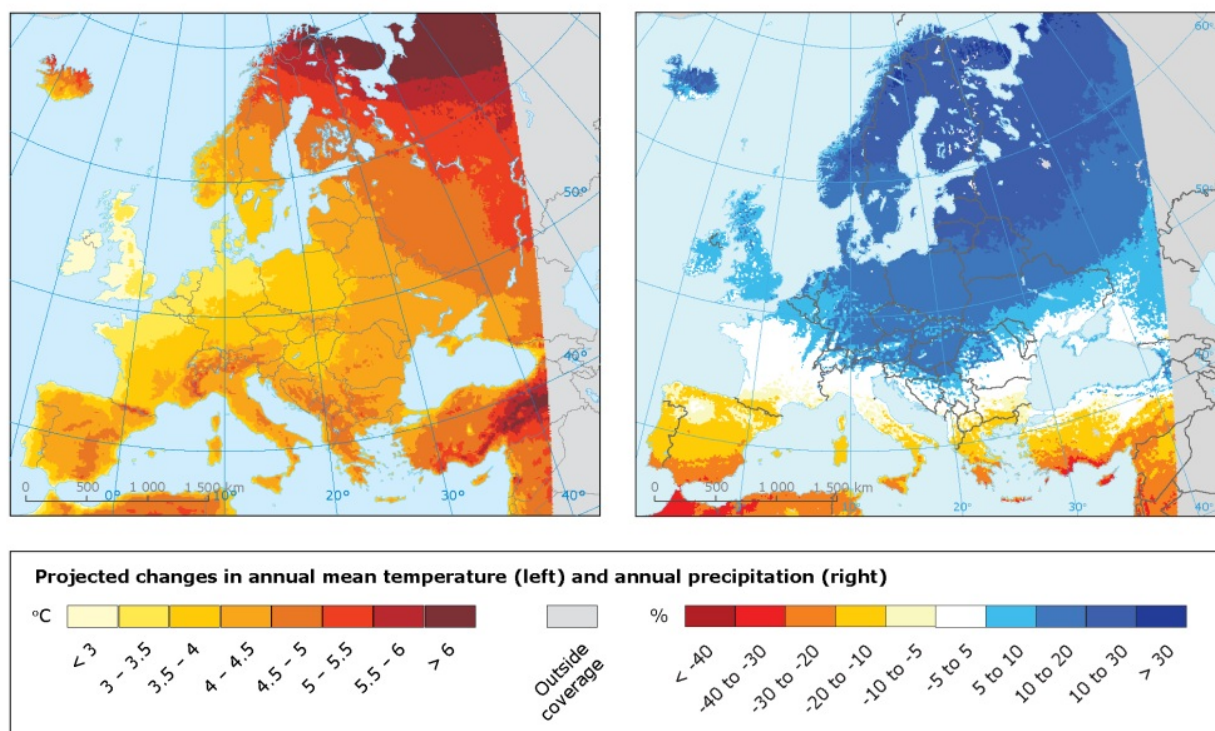 50°
40°
0 500 1 000 1 500 km
0° 10° 20° 30° 40°
60°
50°
40°
0 500 1 000 1 500 km
10° 20° 30° 40°
Projected changes in annual mean temperature (left) and annual precipitation (right)
°C
< 3
3 – 3.5
3.5 – 4
4 – 4.5
4.5 – 5
5 – 5.5
5.5 – 6
> 6
Outside
coverage
%
< -40
-40 to -30
-30 to -20
-20 to -10
-10 to -5
-5 to 5
5 to 10
10 to 20
10 to 30
> 30